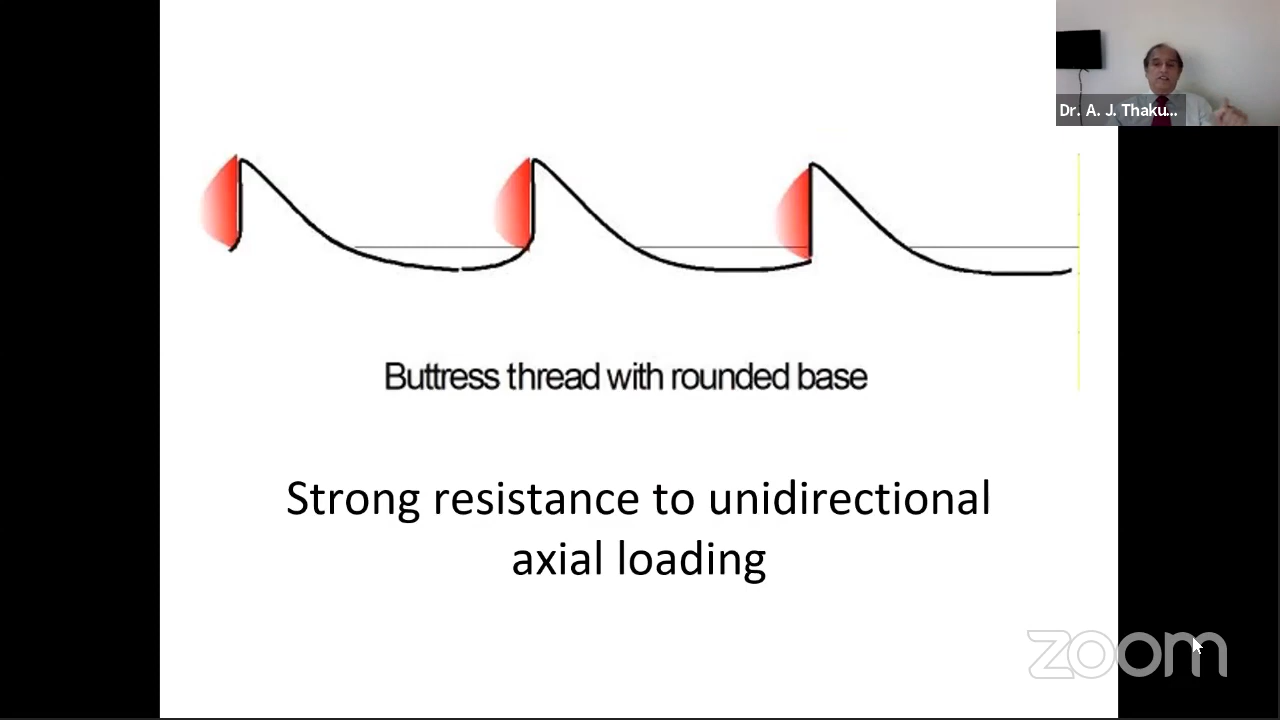 Dr. A. J. Thaku...
Buttress thread with rounded base
Strong resistance to unidirectional
axial loading
zoom